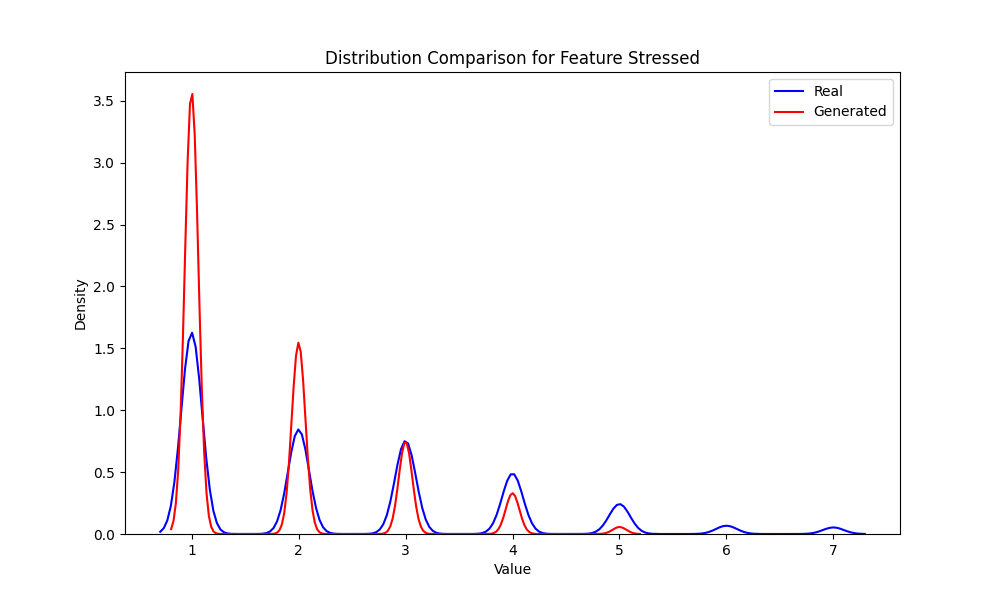 Distribution Comparison for Feature Stressed
Real
Generated
Density
3.5
3.0
2.5
2.0
1.5
1.0
0.5
0.0
1 2 3 4 5 6 7
Value